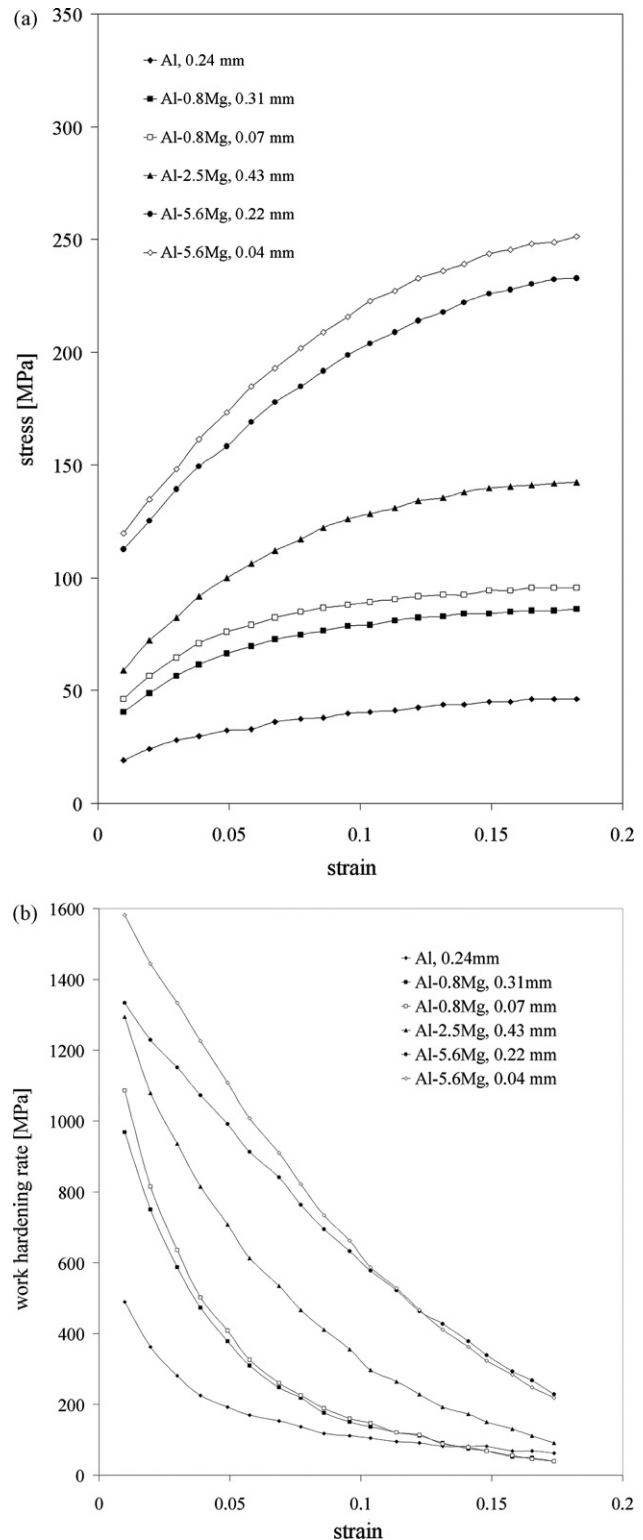 (a)
350
300
250
200
150
100
50
0
stress [MPa]
Al, 0.24 mm
Al-0.8Mg, 0.31 mm
Al-0.8Mg, 0.07 mm
Al-2.5Mg, 0.43 mm
Al-5.6Mg, 0.22 mm
Al-5.6Mg, 0.04 mm
0 0.05 0.1 0.15 0.2
strain
(b)
1600
1400
1200
1000
800
600
400
200
0
work hardening rate [MPa]
Al, 0.24mm
Al-0.8Mg, 0.31mm
Al-0.8Mg, 0.07 mm
Al-2.5Mg, 0.43 mm
Al-5.6Mg, 0.22 mm
Al-5.6Mg, 0.04 mm
0 0.05 0.1 0.15 0.2
strain